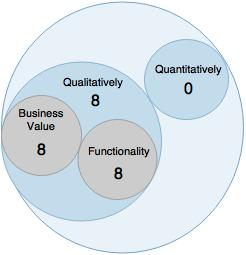 Quantitatively
0
Qualitatively
8
Business
Value
8
Functionality
8